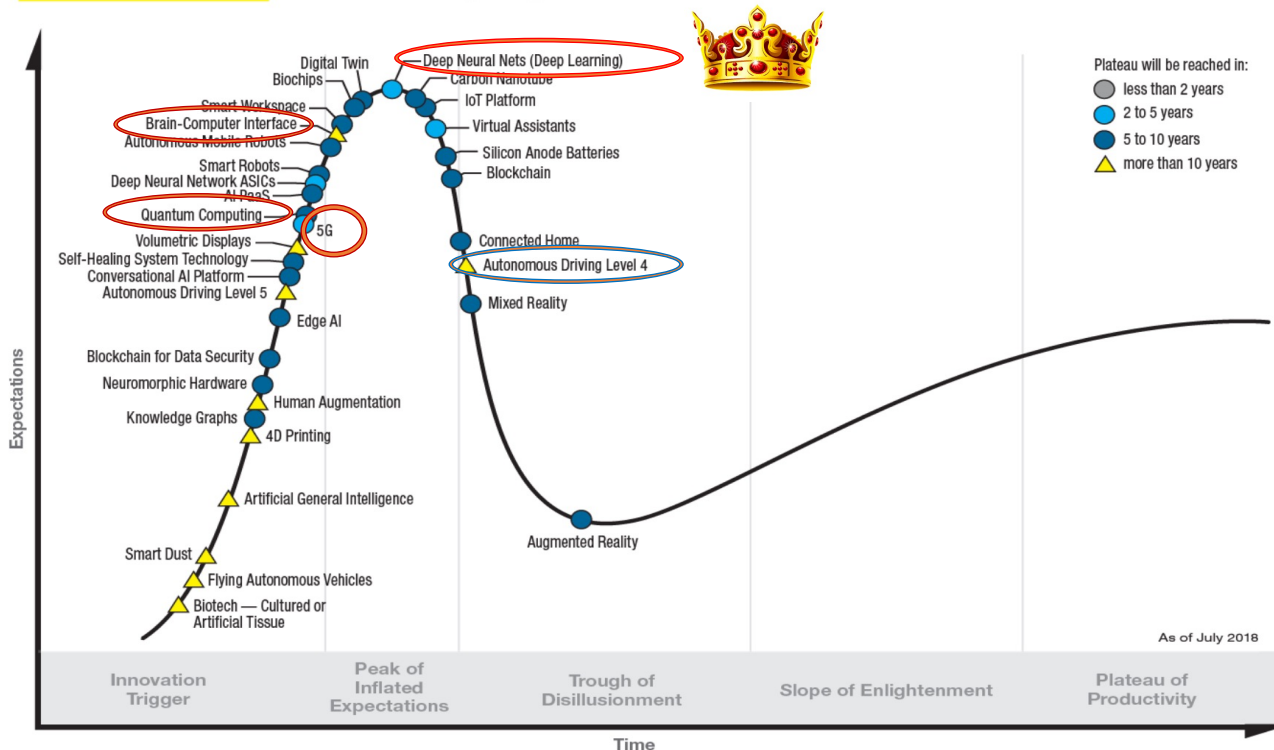 Digital Twin
Biochips
Smart Workspace
Brain-Computer Interface
Autonomous Mobile Robots
Smart Robots
Deep Neural Network ASICs
AI PaaS
Quantum Computing
5G
Volumetric Displays
Self-Healing System Technology
Conversational AI Platform
Autonomous Driving Level 5
Edge AI
Blockchain for Data Security
Neuromorphic Hardware
Human Augmentation
Knowledge Graphs
4D Printing
Artificial General Intelligence
Smart Dust
Flying Autonomous Vehicles
Biotech — Cultured or
Artificial Tissue
Deep Neural Nets (Deep Learning)
Carbon Nanotube
IoT Platform
Virtual Assistants
Silicon Anode Batteries
Blockchain
Connected Home
Autonomous Driving Level 4
Mixed Reality
Augmented Reality
Plateau will be reached in:
less than 2 years
2 to 5 years
5 to 10 years
more than 10 years
As of July 2018
Expectations
Innovation
Trigger
Peak of
Inflated
Expectations
Trough of
Disillusionment
Slope of Enlightenment
Plateau of
Productivity
Time